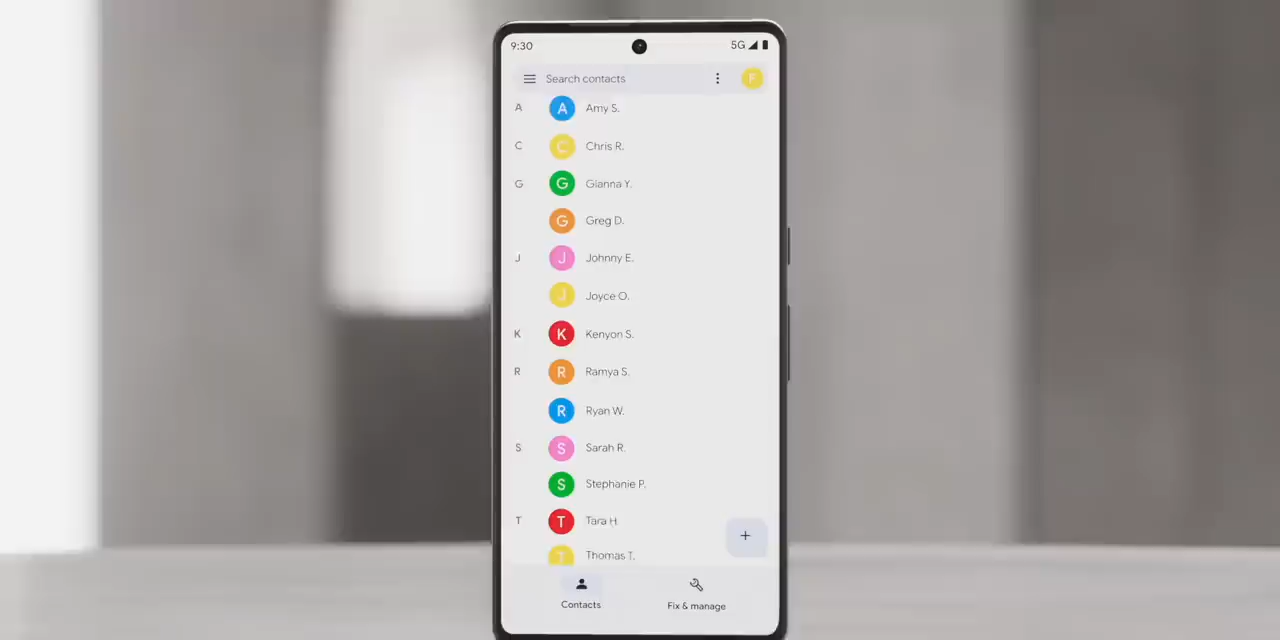 9:30 5G
Search contacts F
A A Amy S.
C C Chris R.
G G Gianna Y.
G Greg D.
J J Johnny E.
J Joyce O.
K K Kenyon S.
R R Ramya S.
R Ryan W.
S S Sarah R.
S Stephanie P.
T T Tara H.
T Thomas T.
+
Contacts Fix & manage